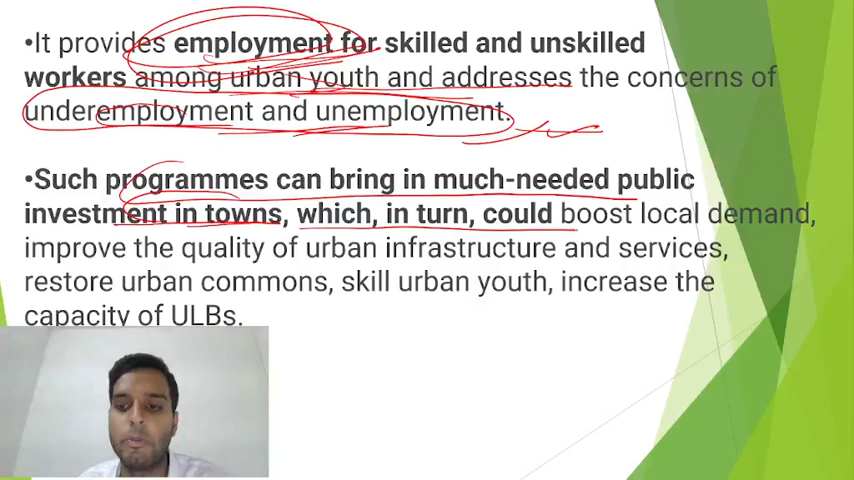 •It provides employment for skilled and unskilled
workers among urban youth and addresses the concerns of
underemployment and unemployment.
•Such programmes can bring in much-needed public
investment in towns, which, in turn, could boost local demand,
improve the quality of urban infrastructure and services,
restore urban commons, skill urban youth, increase the
capacity of ULBs.